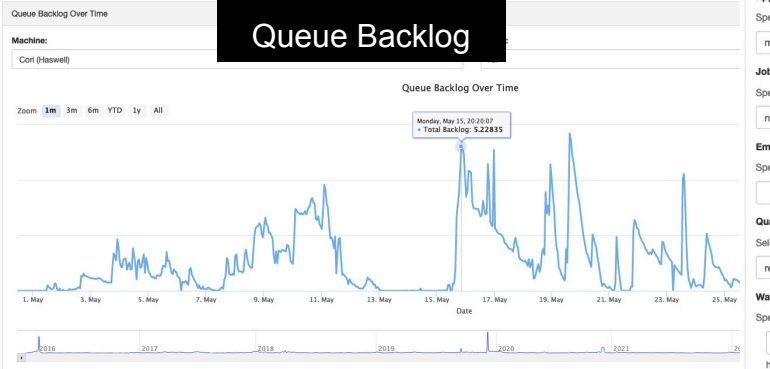 Queue Backlog Over Time
Queue Backlog
Machine:
:
Cori (Haswell)
Queue Backlog Over Time
Zoom 1m 3m 6m YTD 1y All
Monday, May 15, 20:20:07
Total Backlog: 5.22835
1. May 3. May 5. May 7. May 9. May 11. May 13. May 15. May 17. May 19. May 21. May 23. May 25. May
Date
2016 2017 2018 2019 2020 2021
Spe
Job
Spe
n
Em
Spe
Qua
Sele
re
Wa
Spe